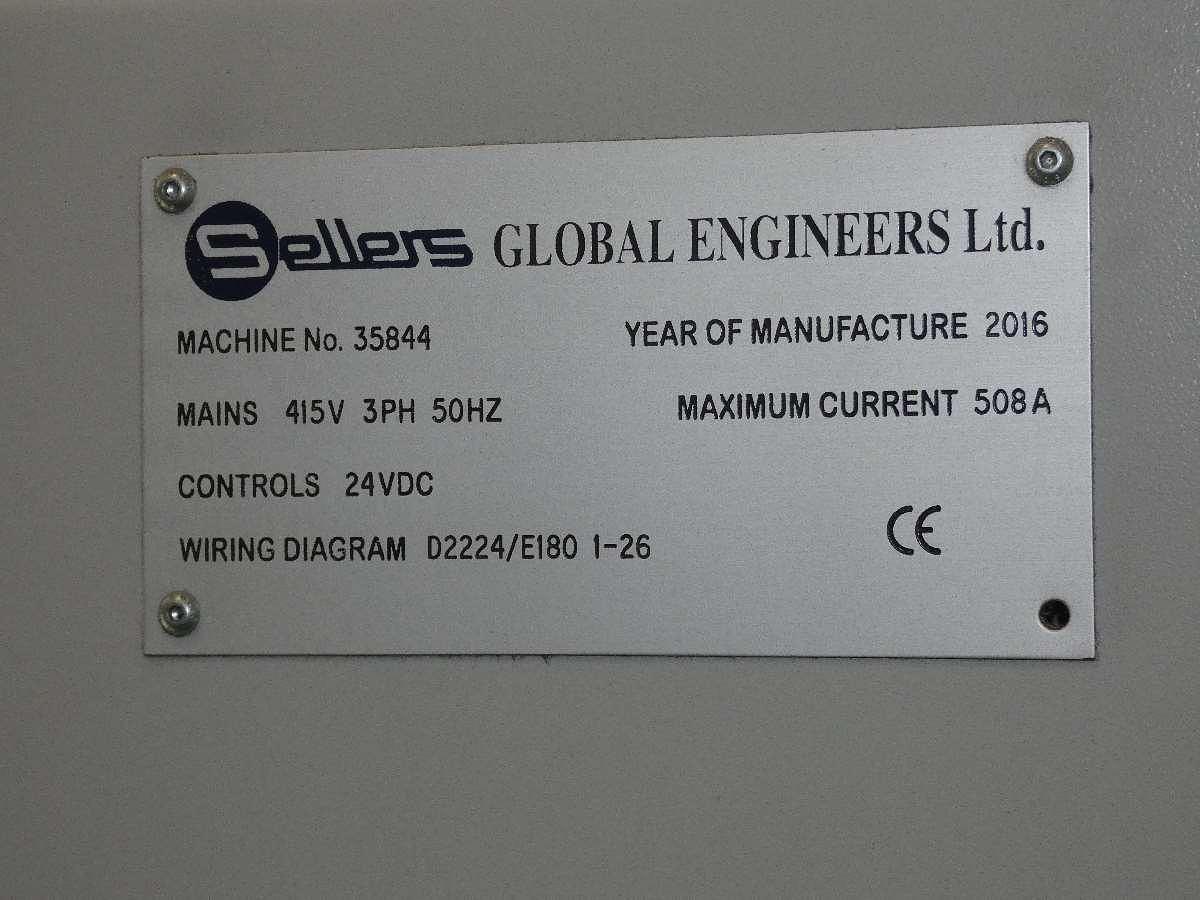 Sellers GLOBAL ENGINEERS Ltd.
MACHINE No. 35844 YEAR OF MANUFACTURE 2016
MAINS 415V 3PH 50HZ MAXIMUM CURRENT 508A
CONTROLS 24VDC
WIRING DIAGRAM D2224/E180 1-26 CE